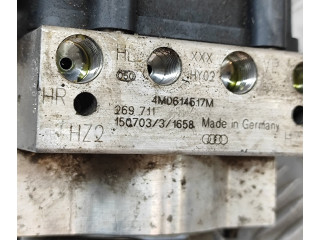 HL XXX
HY02
HR
4M0614517M
269 711
150703/3/1658 Made in Germany
HZ2